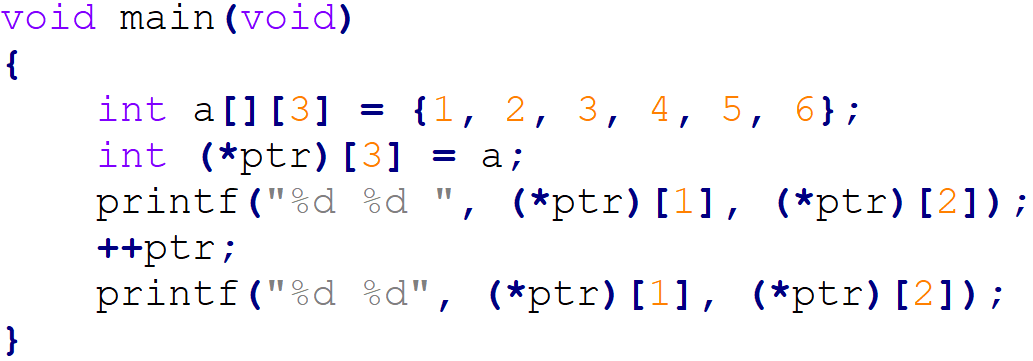 void main(void)
{
    int a[][3] = {1, 2, 3, 4, 5, 6};
    int (*ptr)[3] = a;
    printf("%d %d ", (*ptr)[1], (*ptr)[2]);
    ++ptr;
    printf("%d %d", (*ptr)[1], (*ptr)[2]);
}